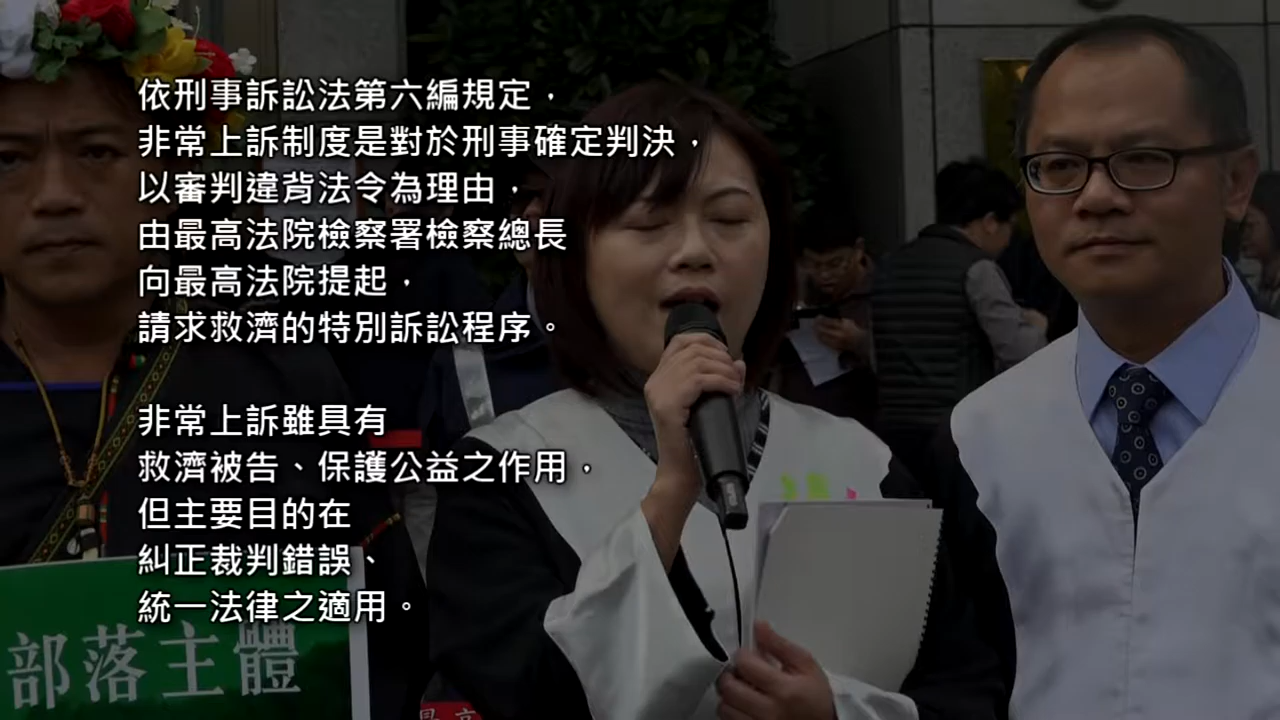 依刑事訴訟法第六編規定，
非常上訴制度是對於刑事確定判決，
以審判違背法令為理由，
由最高法院檢察署檢察總長
向最高法院提起，
請求救濟的特別訴訟程序。
非常上訴雖具有
救濟被告、保護公益之作用，
但主要目的在
糾正裁判錯誤、
統一法律之適用。
部落主體